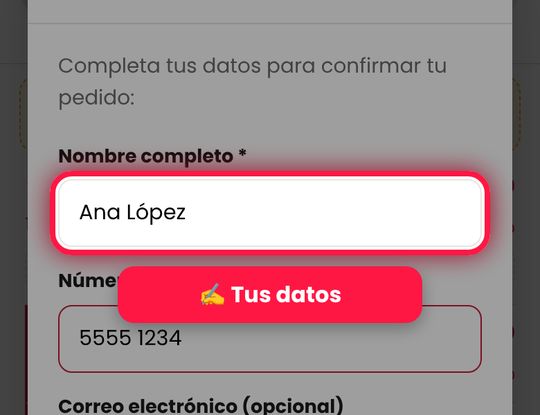 Completa tus datos para confirmar tu
pedido:
Nombre completo *
Ana López
✍️ Tus datos
5555 1234
Correo electrónico (opcional)